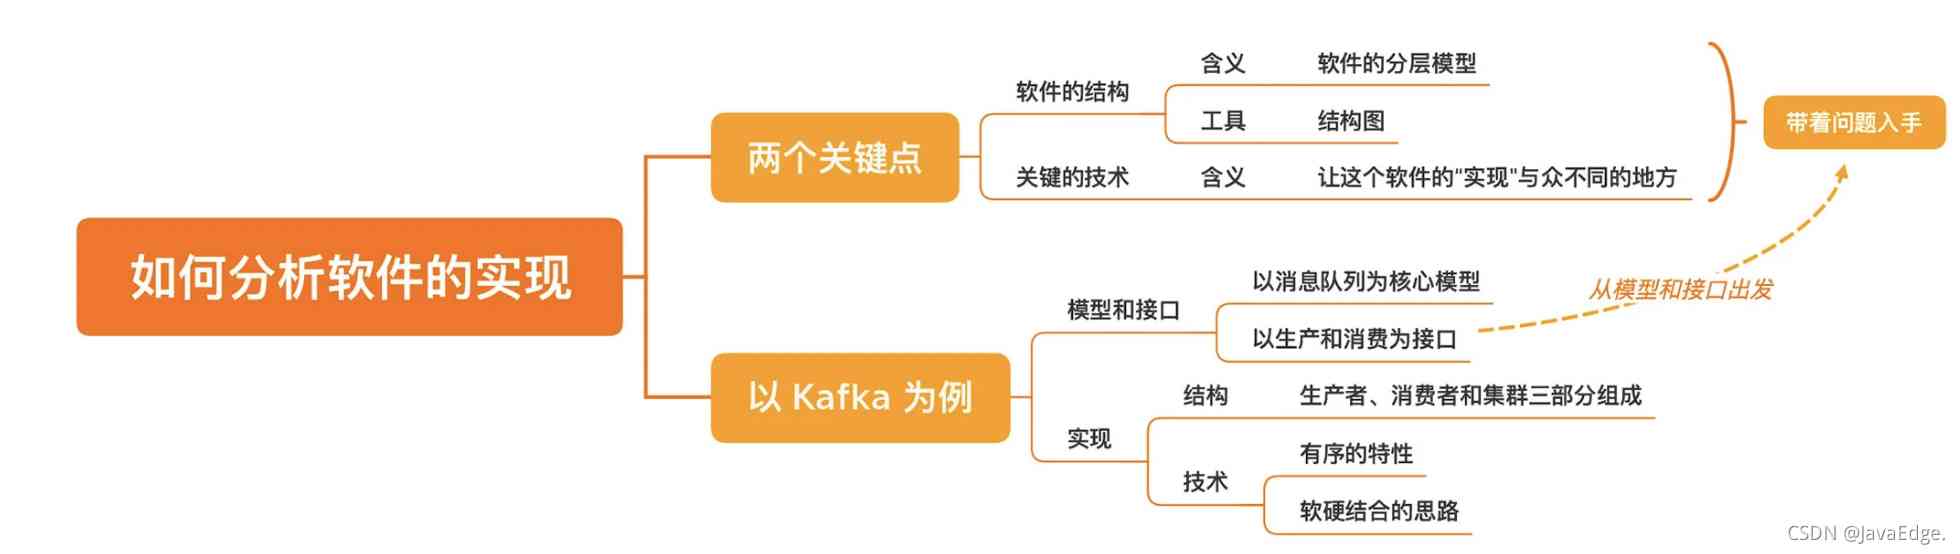 如何分析软件的实现
两个关键点
软件的结构
含义 软件的分层模型
工具 结构图
关键的技术 含义 让这个软件的“实现”与众不同的地方
带着问题入手
从模型和接口出发
以 Kafka 为例
模型和接口
以消息队列为核心模型
以生产和消费为接口
实现
结构 生产者、消费者和集群三部分组成
技术
有序的特性
软硬结合的思路
CSDN @JavaEdge.